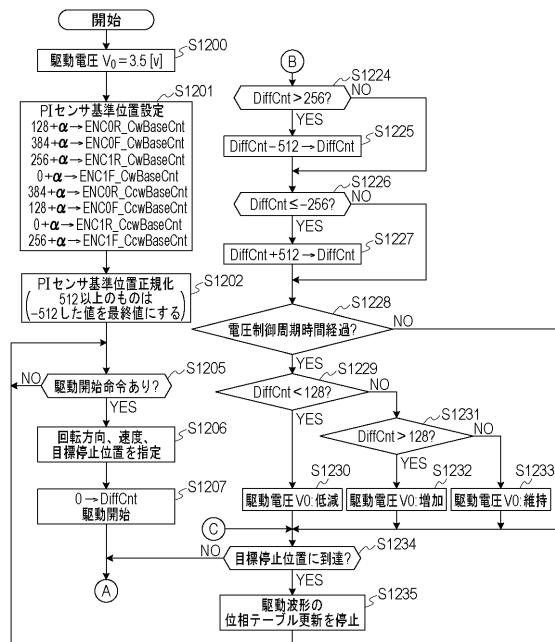 開始
駆動電圧 V0=3.5 [v]
S1200
S1201
PIセンサ基準位置設定
128+α→ENC0R_CwBaseCnt
384+α→ENC0F_CwBaseCnt
256+α→ENC1R_CwBaseCnt
0+α→ENC1F_CwBaseCnt
384+α→ENC0R_CcwBaseCnt
128+α→ENC0F_CcwBaseCnt
0+α→ENC1R_CcwBaseCnt
256+α→ENC1F_CcwBaseCnt
S1202
PIセンサ基準位置正規化
(512以上のものは
-512した値を最終値にする)
S1205
駆動開始命令あり?
NO
YES
S1206
回転方向、速度、
目標停止位置を指定
S1207
0→DiffCnt
駆動開始
A
B
S1224
DiffCnt>256?
NO
YES
S1225
DiffCnt-512→DiffCnt
S1226
DiffCnt≤-256?
NO
YES
S1227
DiffCnt+512→DiffCnt
S1228
電圧制御周期時間経過?
NO
YES
S1229
DiffCnt<128?
NO
YES
S1231
DiffCnt>128?
NO
YES
S1230
駆動電圧 V0:低減
S1232
駆動電圧 V0:増加
S1233
駆動電圧 V0:維持
C
S1234
目標停止位置に到達?
NO
YES
S1235
駆動波形の
位相テーブル更新を停止